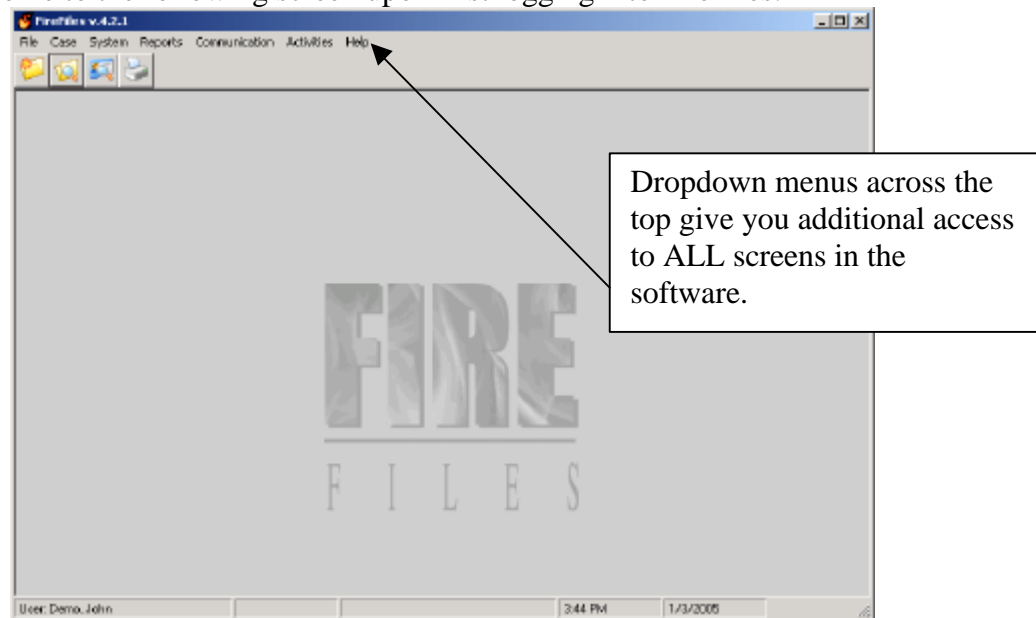 FireFiles v.4.2.1
File Case System Reports Communication Activities Help
Dropdown menus across the
top give you additional access
to ALL screens in the
software.
FIRE
FILES
User: Demo, John 3:44 PM 1/3/2005